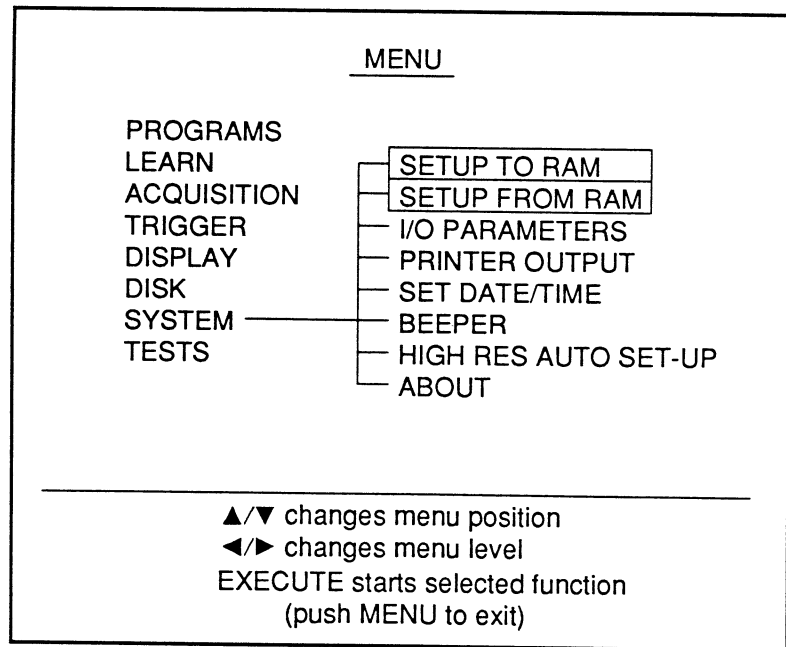 MENU
PROGRAMS
LEARN
ACQUISITION
TRIGGER
DISPLAY
DISK
SYSTEM
TESTS
SETUP TO RAM
SETUP FROM RAM
I/O PARAMETERS
PRINTER OUTPUT
SET DATE/TIME
BEEPER
HIGH RES AUTO SET-UP
ABOUT
▲/▼ changes menu position
◄/► changes menu level
EXECUTE starts selected function
(push MENU to exit)